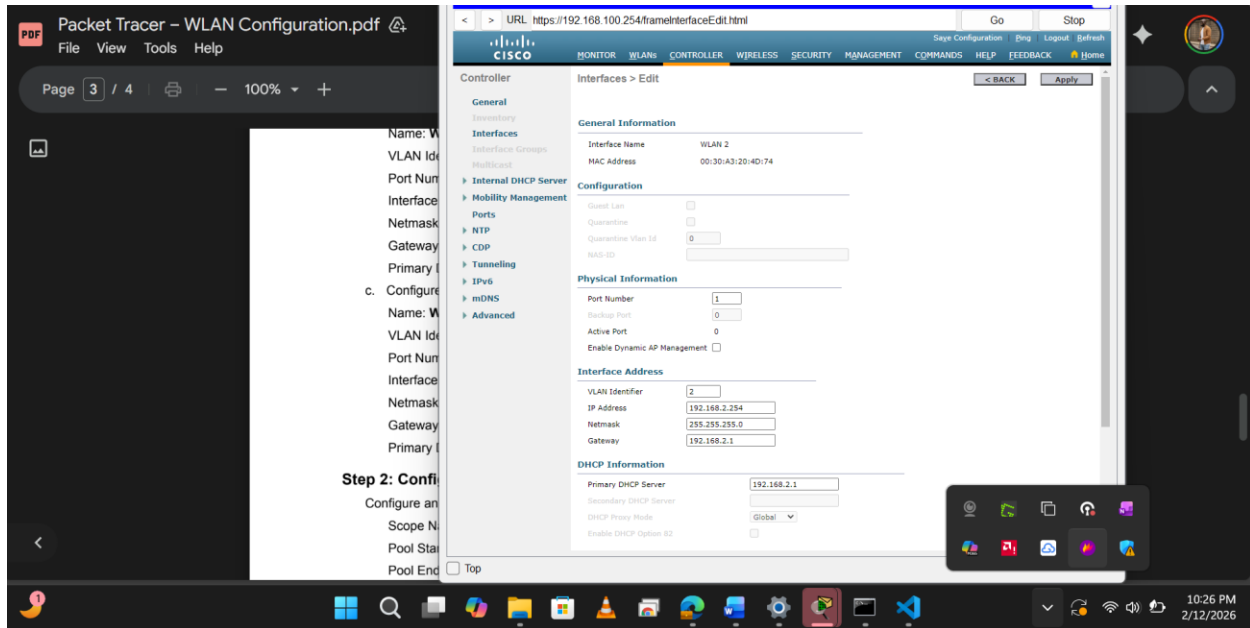 PDF
Packet Tracer – WLAN Configuration.pdf
File View Tools Help
Page 3 / 4 100% +
Name: W
VLAN Ide
Port Num
Interface
Netmask
Gateway
Primary
c. Configure
Name: W
VLAN Ide
Port Num
Interface
Netmask
Gateway
Primary
Step 2: Confi
Configure an
Scope Na
Pool Star
Pool End
< > URL https://192.168.100.254/frameInterfaceEdit.html Go Stop
Save Configuration Ping Logout Refresh
CISCO MONITOR WLANs CONTROLLER WIRELESS SECURITY MANAGEMENT COMMANDS HELP FEEDBACK Home
Controller
General
Inventory
Interfaces
Interface Groups
Multicast
Internal DHCP Server
Mobility Management
Ports
NTP
CDP
Tunneling
IPv6
mDNS
Advanced
Interfaces > Edit < BACK Apply
General Information
Interface Name WLAN 2
MAC Address 00:30:A3:20:4D:74
Configuration
Guest Lan
Quarantine
Quarantine Vlan Id 0
NAS-ID
Physical Information
Port Number 1
Backup Port 0
Active Port 0
Enable Dynamic AP Management
Interface Address
VLAN Identifier 2
IP Address 192.168.2.254
Netmask 255.255.255.0
Gateway 192.168.2.1
DHCP Information
Primary DHCP Server 192.168.2.1
Secondary DHCP Server
DHCP Proxy Mode Global
Enable DHCP Option 82
Top
1
10:26 PM
2/12/2026